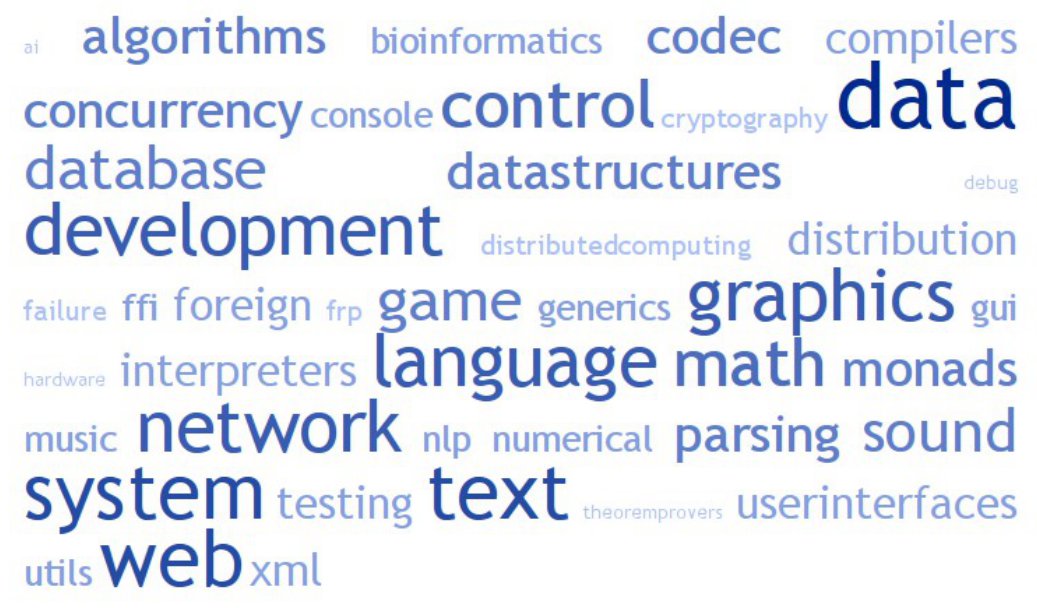 ai algorithms bioinformatics codec compilers
concurrency console control cryptography data
database datastructures debug
development distributedcomputing distribution
failure ffi foreign frp game generics graphics gui
hardware interpreters language math monads
music network nlp numerical parsing sound
system testing text theoremprovers userinterfaces
utils web xml